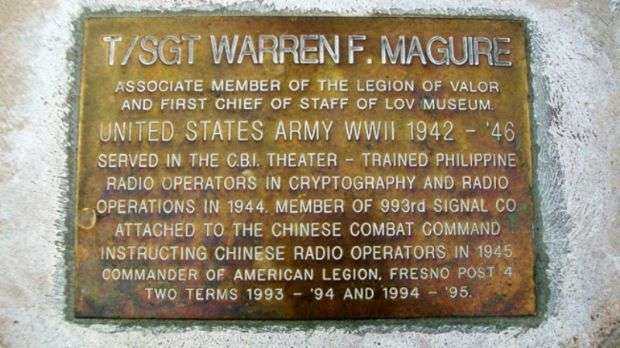 T/SGT WARREN F. MAGUIRE
ASSOCIATE MEMBER OF THE LEGION OF VALOR
AND FIRST CHIEF OF STAFF OF LOV MUSEUM.
UNITED STATES ARMY WWII 1942 - '46
SERVED IN THE C.B.I. THEATER - TRAINED PHILIPPINE
RADIO OPERATORS IN CRYPTOGRAPHY AND RADIO
OPERATIONS IN 1944. MEMBER OF 993rd SIGNAL CO
ATTACHED TO THE CHINESE COMBAT COMMAND
INSTRUCTING CHINESE RADIO OPERATORS IN 1945
COMMANDER OF AMERICAN LEGION, FRESNO POST 4
TWO TERMS 1993 - '94 AND 1994 - '95.